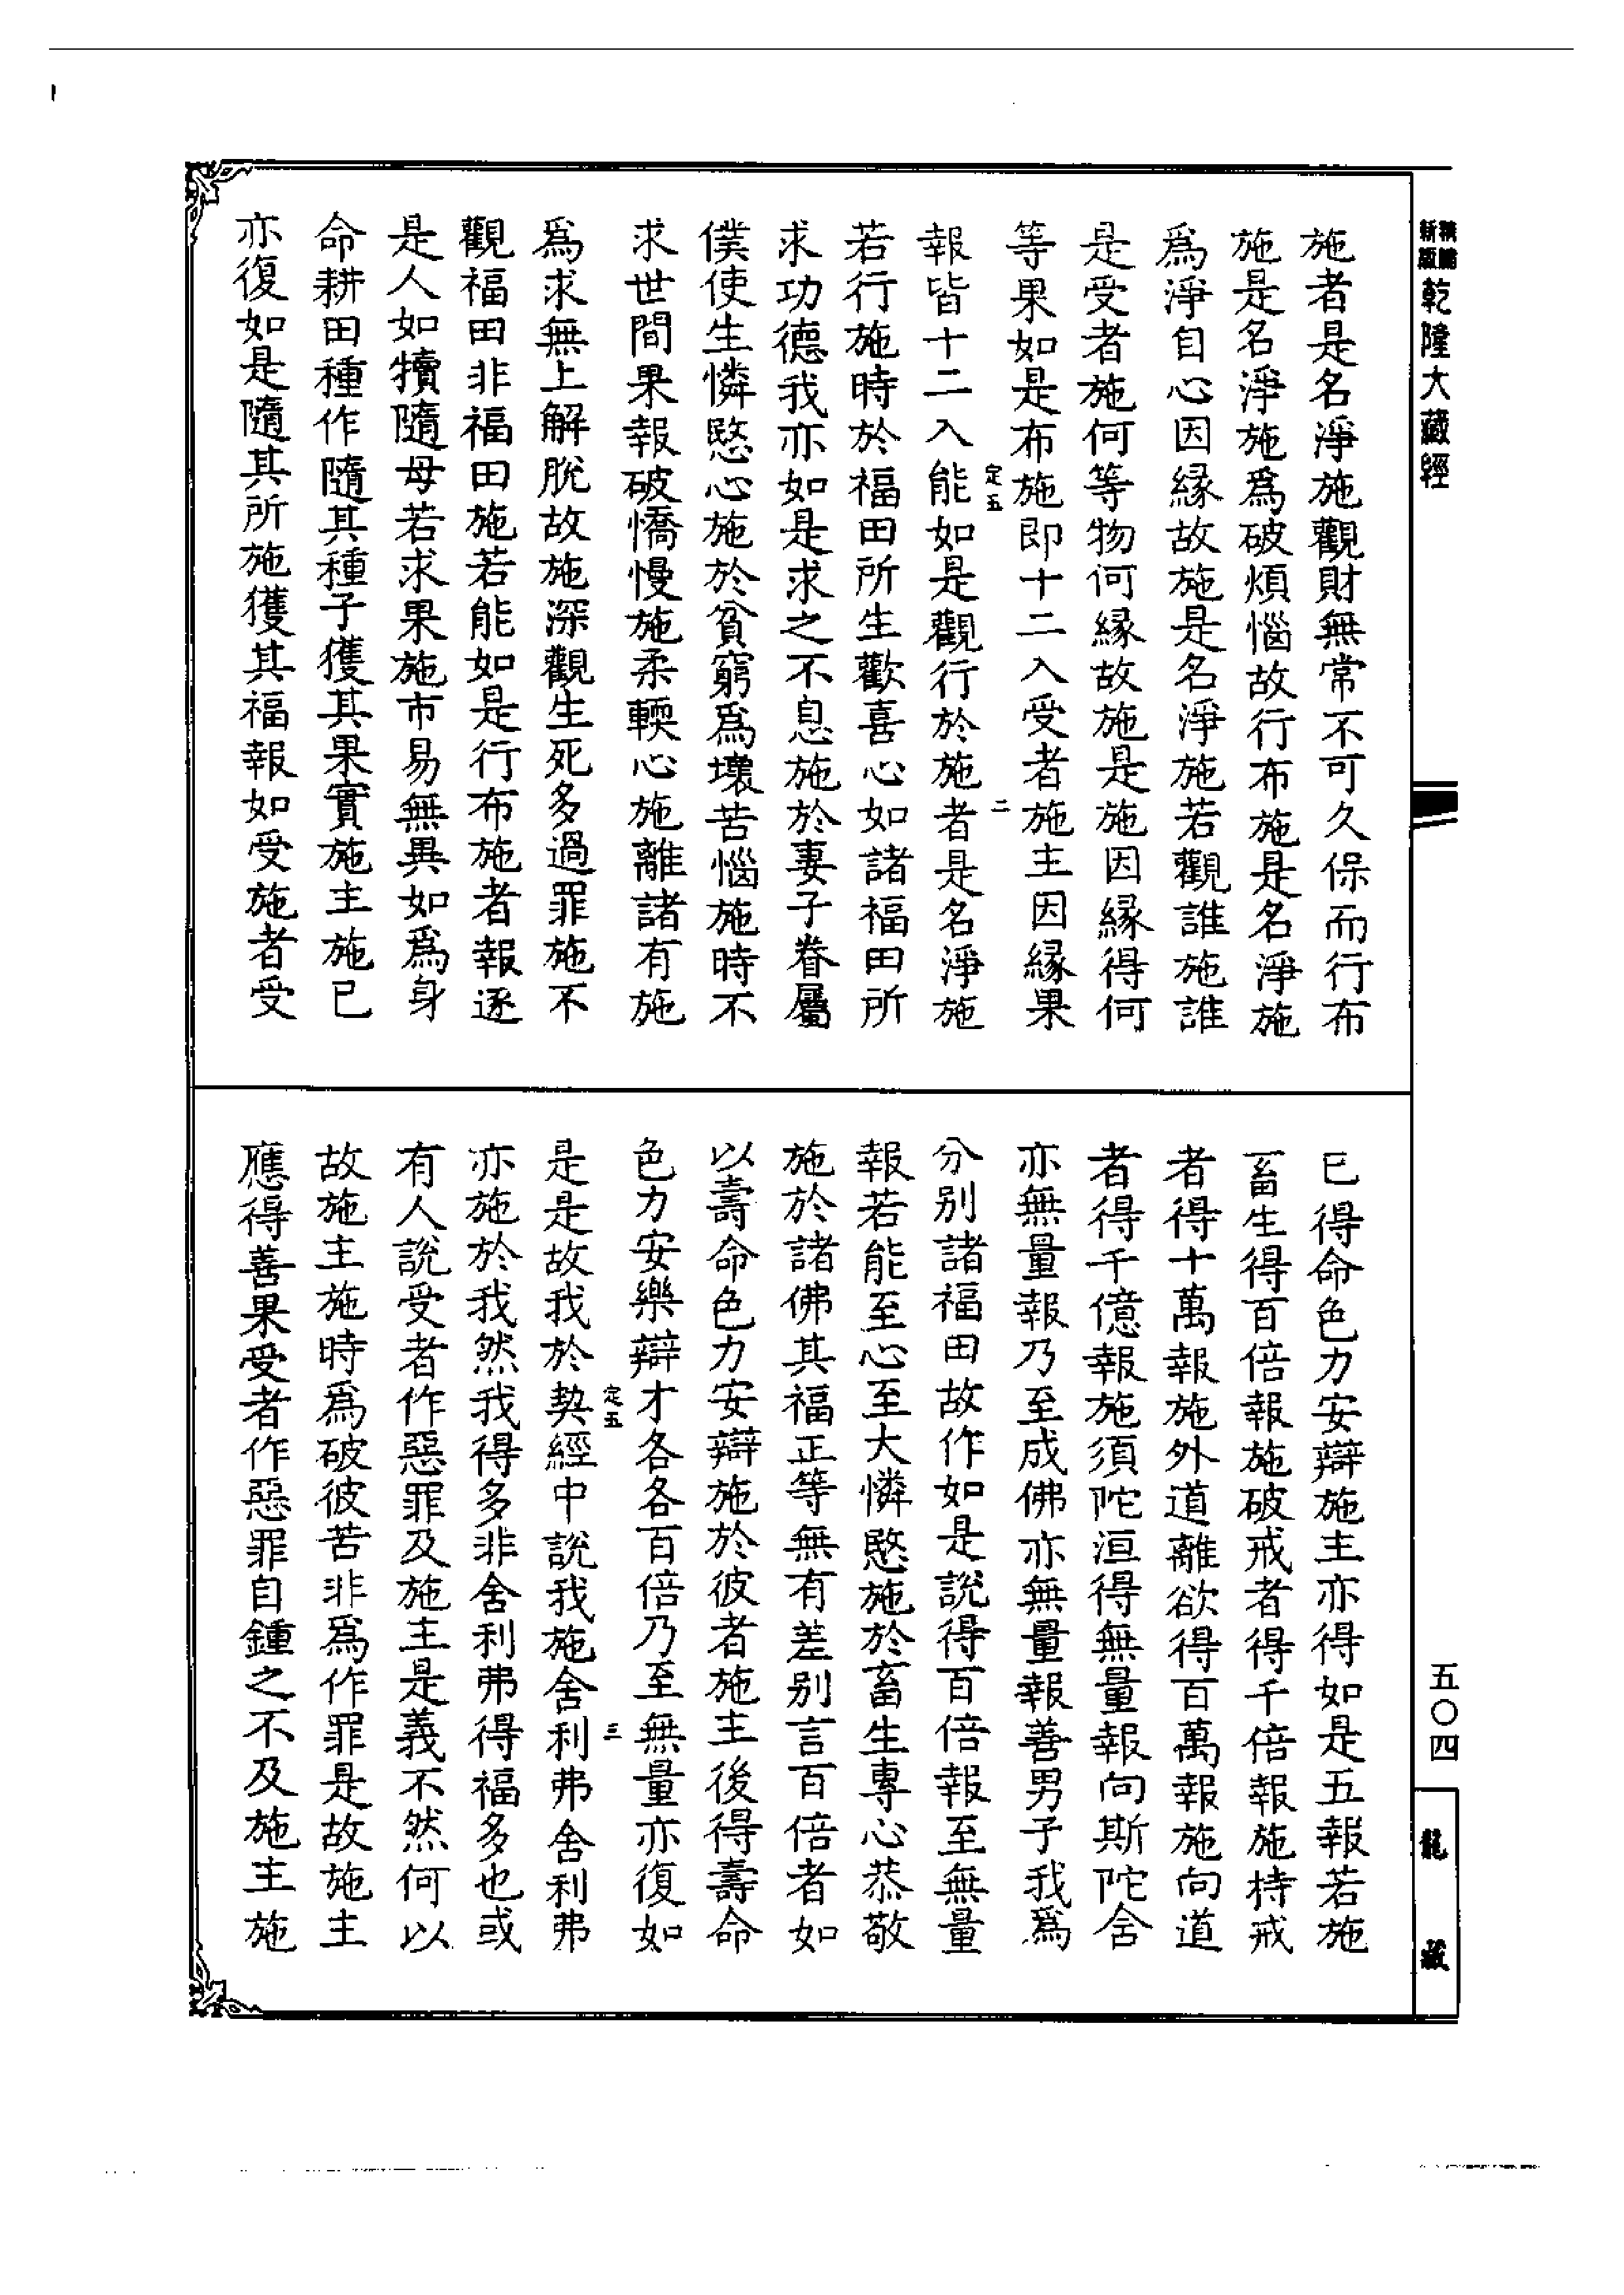 新版
精縮
乾隆大藏經
施者是名淨施觀財無常不可久保而行布
施是名淨施爲破煩惱故行布施是名淨施
爲淨自心因緣故施是名淨施若觀誰施誰
是受者施何等物何緣故施是施因緣得何
等果如是布施即十二入受者施主因緣果
報皆十二入能如是觀行於施者是名淨施
定五
二
若行施時於福田所生歡喜心如諸福田所
求功德我亦如是求之不息施於妻子眷屬
僕使生憐愍心施於貧窮爲壞苦惱施時不
求世間果報破憍慢施柔輭心施離諸有施
爲求無上解脫故施深觀生死多過罪施不
觀福田非福田施若能如是行布施者報逐
是人如犢隨母若求果施市易無異如爲身
命耕田種作隨其種子獲其果實施主施已
亦復如是隨其所施獲其福報如受施者受
已得命色力安辯施主亦得如是五報若施
畜生得百倍報施破戒者得千倍報施持戒
者得十萬報施外道離欲得百萬報施向道
者得千億報施須陀洹得無量報向斯陀含
亦無量報乃至成佛亦無量報善男子我爲
分別諸福田故作如是說得百倍報至無量
報若能至心至大憐愍施於畜生專心恭敬
施於諸佛其福正等無有差別言百倍者如
以壽命色力安辯施於彼者施主後得壽命
色力安樂辯才各各百倍乃至無量亦復如
定五
三
是是故我於契經中說我施舍利弗舍利弗
亦施於我然我得多非舍利弗得福多也或
有人說受者作惡罪及施主是義不然何以
故施主施時爲破彼苦非爲作罪是故施主
應得善果受者作惡罪自鍾之不及施主施
五〇四
龍藏